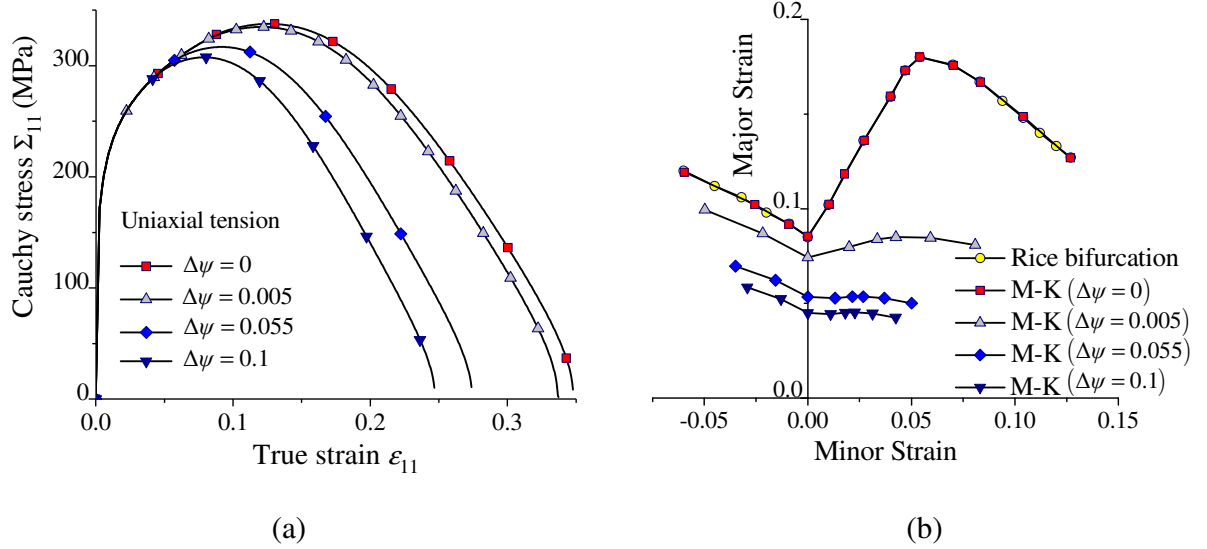 Cauchy stress Σ₁₁ (MPa)
300
200
100
0
0.0 0.1 0.2 0.3
True strain ε₁₁
Uniaxial tension
Δψ = 0
Δψ = 0.005
Δψ = 0.055
Δψ = 0.1
(a)
Major Strain
0.2
0.1
0.0
-0.05 0.00 0.05 0.10 0.15
Minor Strain
Rice bifurcation
M-K (Δψ = 0)
M-K (Δψ = 0.005)
M-K (Δψ = 0.055)
M-K (Δψ = 0.1)
(b)